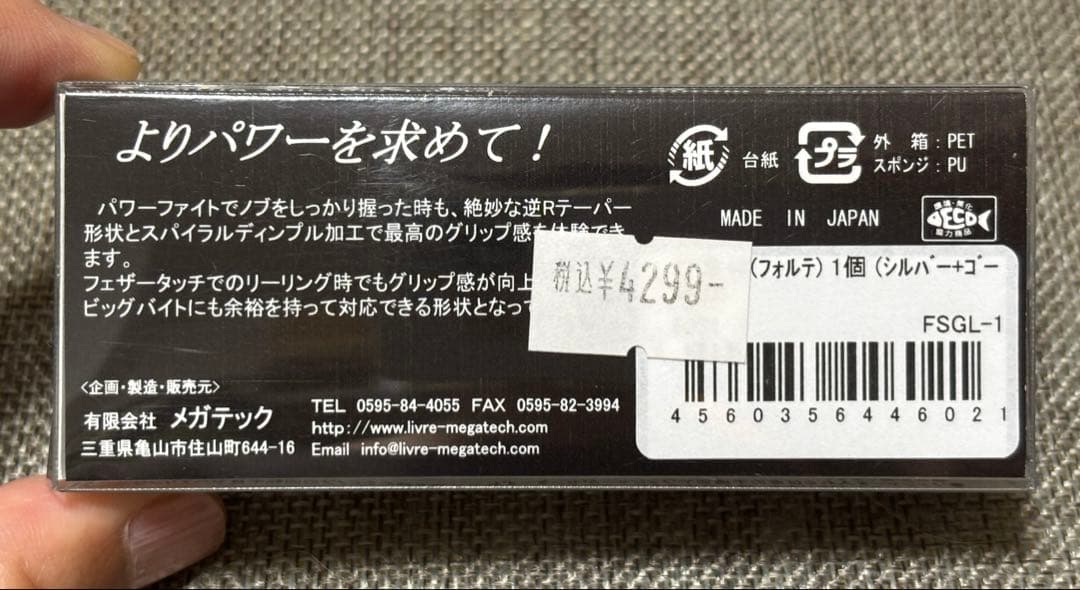 よりパワーを求めて!
パワーファイトでノブをしっかり握った時も、絶妙な逆Rテーパー
形状とスパイラルディンプル加工で最高のグリップ感を体験でき
ます。
フェザータッチでのリーリング時でもグリップ感が向上
ビッグバイトにも余裕を持って対応できる形状となって
紙
台紙
プラ
外 箱:PET
スポンジ:PU
MADE IN JAPAN
ECO
税込¥4299-
(フォルテ)1個(シルバー+ゴー
FSGL-1
4560356446021
<企画・製造・販売元>
有限会社 メガテック
三重県亀山市住山町644-16
TEL 0595-84-4055 FAX 0595-82-3994
http://www.livre-megatech.com
Email info@livre-megatech.com